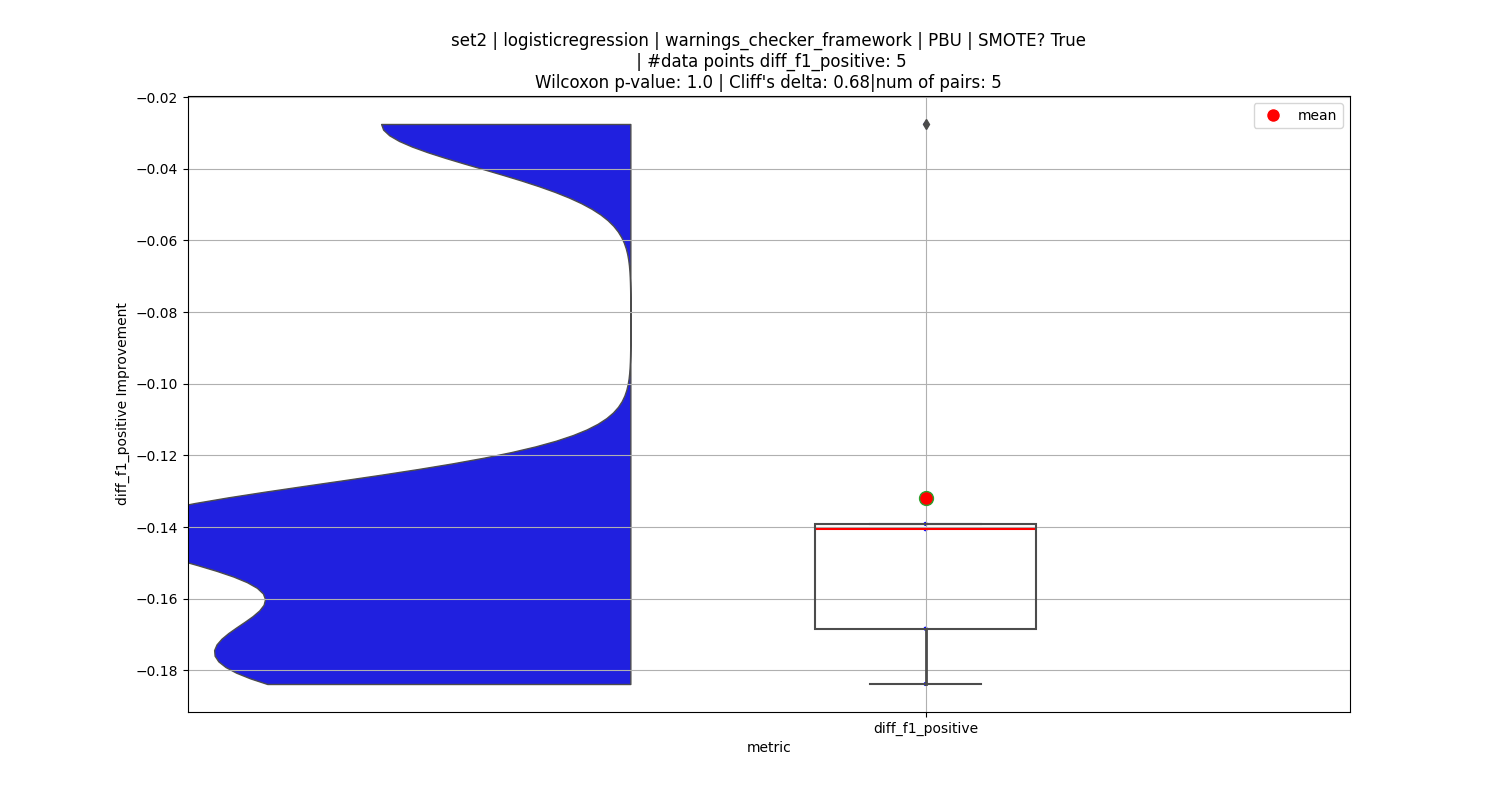 set2 | logisticregression | warnings_checker_framework | PBU | SMOTE? True
| #data points diff_f1_positive: 5
Wilcoxon p-value: 1.0 | Cliff's delta: 0.68|num of pairs: 5
mean
−0.02
−0.04
−0.06
−0.08
−0.10
−0.12
−0.14
−0.16
−0.18
diff_f1_positive Improvement
diff_f1_positive
metric